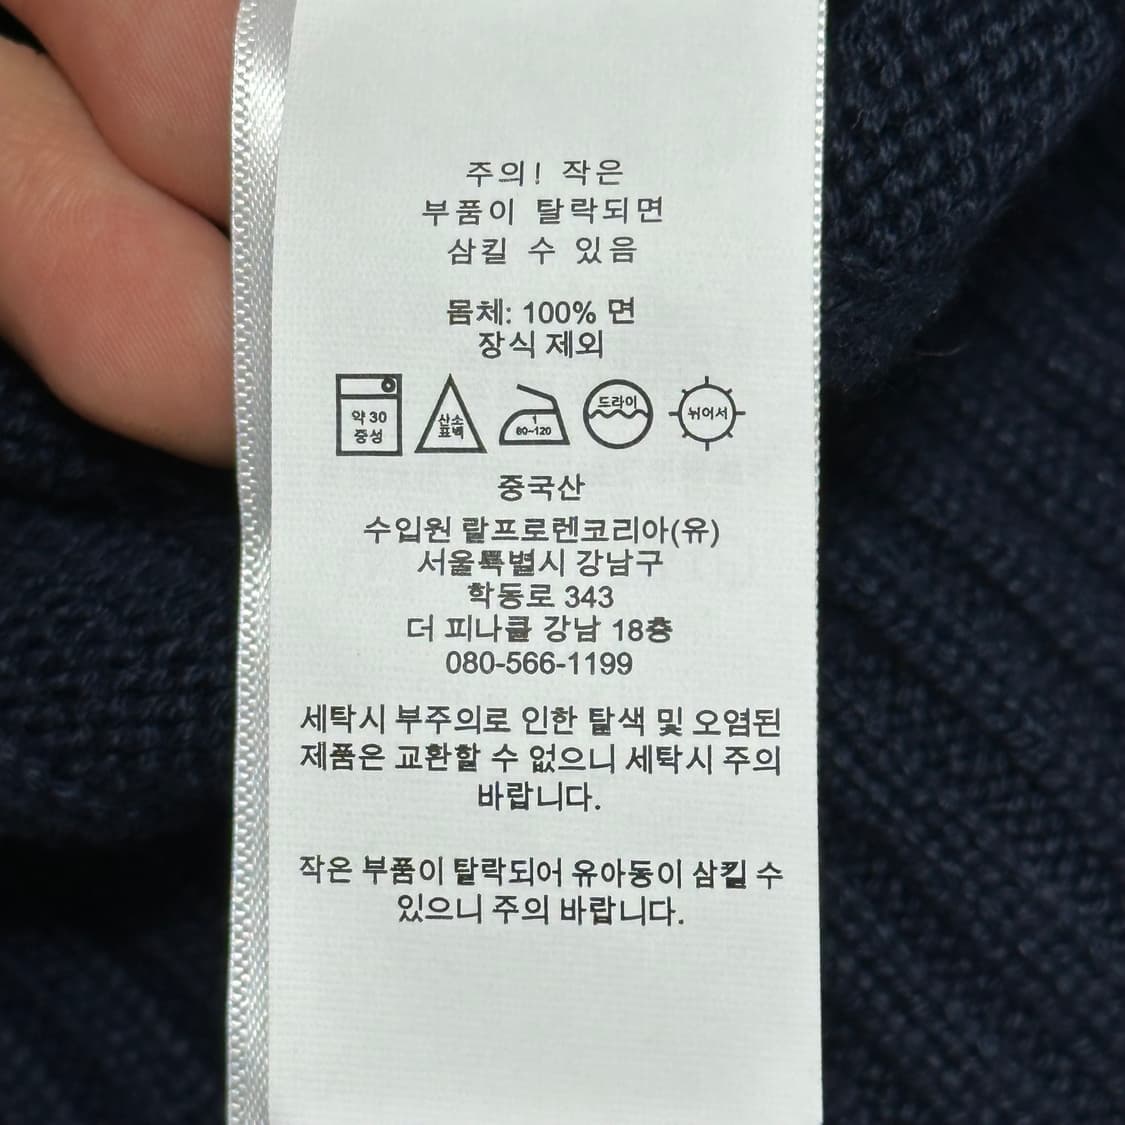 주의! 작은
부품이 탈락되면
삼킬 수 있음
몸체: 100% 면
장식 제외
약 30
중성
산소
표백
1
80~120
드라이
뉘어서
중국산
수입원 랄프로렌코리아(유)
서울특별시 강남구
학동로 343
더 피나클 강남 18층
080-566-1199
세탁시 부주의로 인한 탈색 및 오염된
제품은 교환할 수 없으니 세탁시 주의
바랍니다.
작은 부품이 탈락되어 유아동이 삼킬 수
있으니 주의 바랍니다.